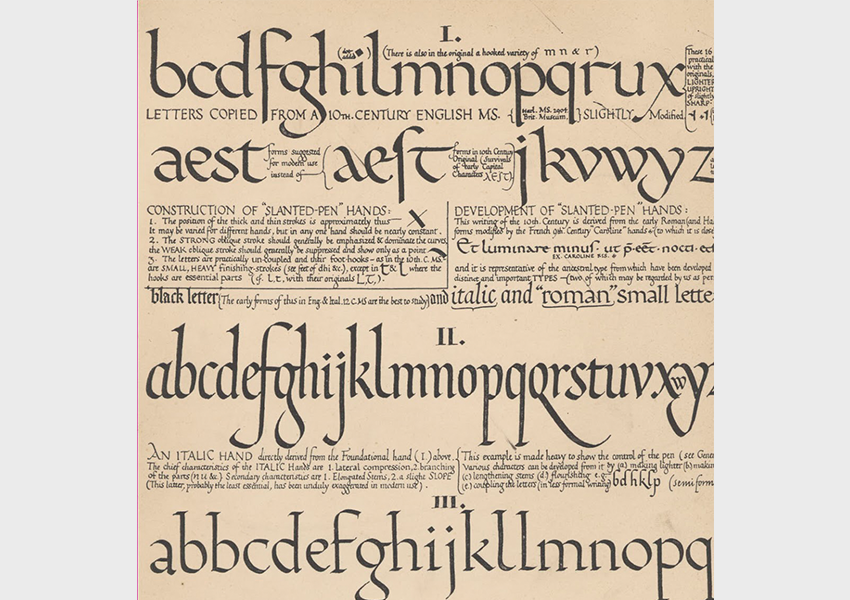 I.
(dot added) (There is also in the original a hooked variety of m n & r)
bcdfghilmnopqrux
These 16
practical
with the
originals,
LIGHTER
UPRIGHT
of slightly
SHARP:
LETTERS COPIED FROM A 10TH. CENTURY ENGLISH MS. {Harl. MS. 2904. Brit. Museum.} SLIGHTLY Modified.
aest forms suggested for modern use instead of— (aeſt forms in 10th Century Original (survivals of early Capital Characters) jkvwyz
CONSTRUCTION OF "SLANTED-PEN" HANDS:
1. The position of the thick and thin strokes is approximately thus— x
It may be varied for different hands, but in any one hand should be nearly constant.
2. The STRONG oblique stroke should generally be emphasized & dominate the curves,
the WEAK oblique stroke should generally be suppressed and show only as a point
3. The letters are practically un-coupled and their foot-hooks—as in the 10th. C. MS.
are SMALL, HEAVY finishing-strokes (see feet of dhi &c.), except in t & l where the
hooks are essential parts {cf. L, t, with their originals L, T,).
DEVELOPMENT OF "SLANTED-PEN" HANDS:
This writing of the 10th. Century is derived from the early Roman (and Ha
forms modified by the French 9th. Century "Caroline" hands (to which it is close
Et luminare minus. ut p̄eēt. nocti. et
EX. CAROLINE MS.
and it is representative of the ancestral type from which have been developed
distinct and important TYPES—(two, of which may be regarded by us as per
"black letter (The early forms of this in Eng. & Ital. 12 C. MS are the best to study) and italic, and "roman" small lette
II.
abcdefghijklmnopqqrstuvxwyz
AN ITALIC HAND directly derived from the Foundational hand (I.) above.
The chief characteristics of the ITALIC Hands are 1. lateral compression, 2. branching
of the parts (n u &c.) Secondary characteristics are 1. Elongated Stems, 2. a slight SLOPE
(This latter, probably the least essential, has been unduly exaggerated in modern use).
This example is made heavy to show the control of the pen (see Gene
Various characters can be developed from it by (a) making lighter (b) makin
(c) lengthening stems (d) flourishing e.g.
(e) coupling the letters (in less formal writing) bdhklp (semi form
III.
abbcdefghijkllmnopq